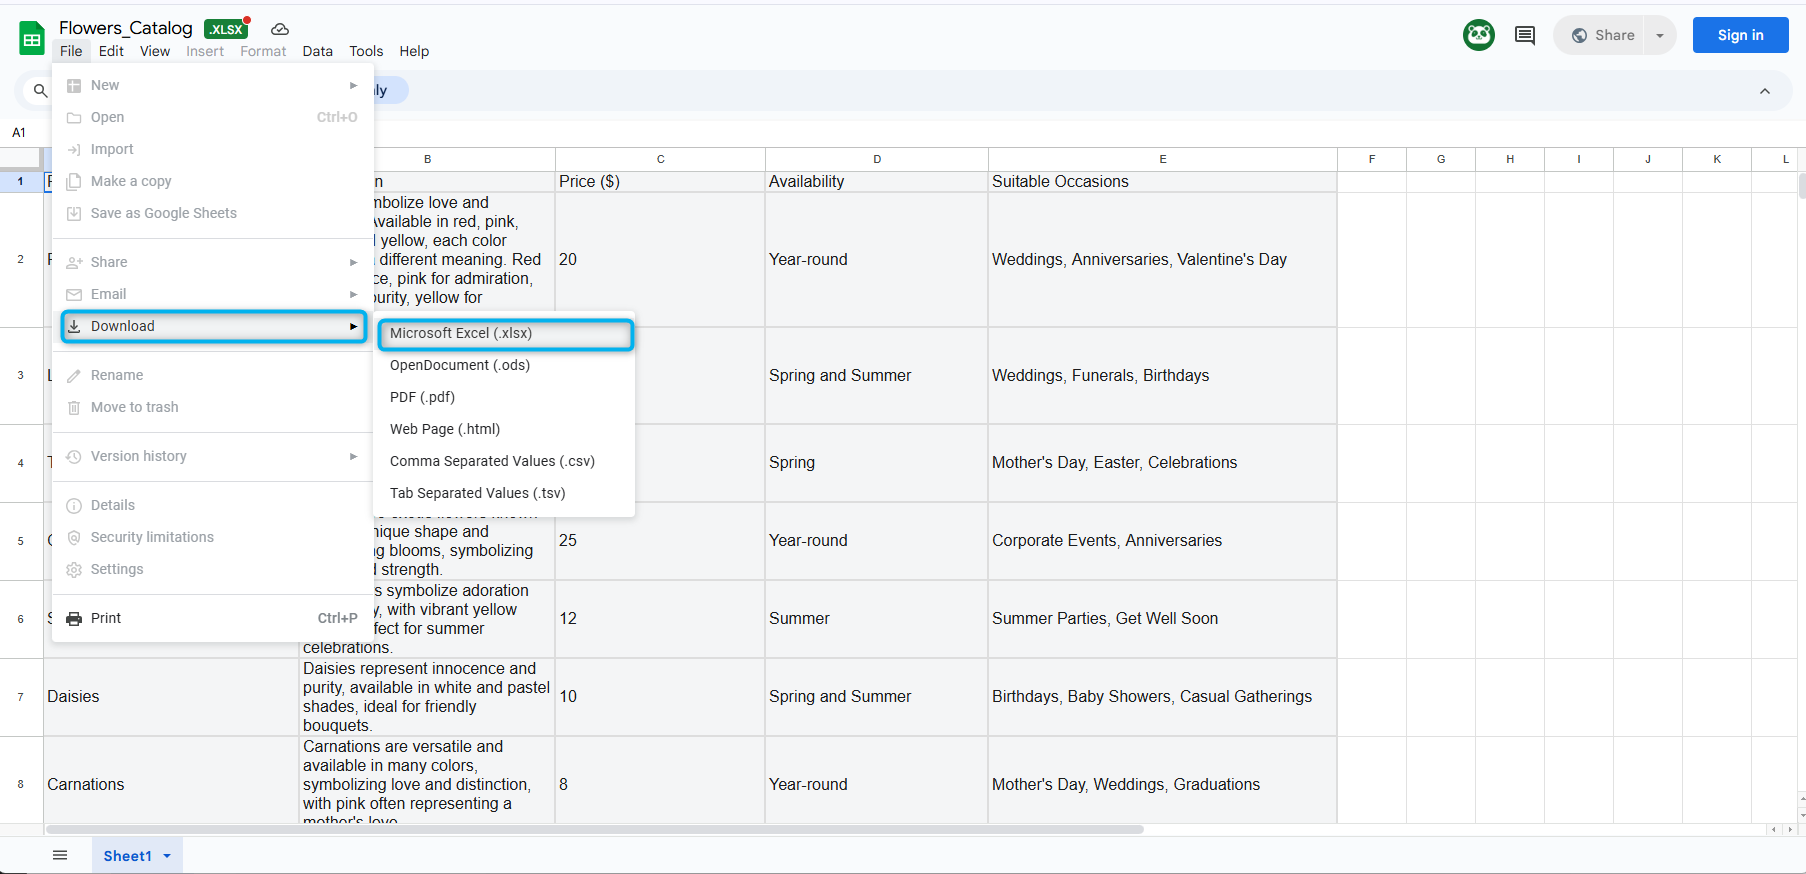 Flowers_Catalog .XLSX
File Edit View Insert Format Data Tools Help
Share
Sign in
New
Open Ctrl+O
Import
Make a copy
Save as Google Sheets
Share
Email
Download
Rename
Move to trash
Version history
Details
Security limitations
Settings
Print Ctrl+P
Microsoft Excel (.xlsx)
OpenDocument (.ods)
PDF (.pdf)
Web Page (.html)
Comma Separated Values (.csv)
Tab Separated Values (.tsv)
A1
B C D E F G H I J K L
1 Price ($) Availability Suitable Occasions
love and
in red, pink,
yellow, each color
different meaning. Red
pink for admiration,
yellow for
2 20 Year-round Weddings, Anniversaries, Valentine's Day
3 Spring and Summer Weddings, Funerals, Birthdays
4 Spring Mother's Day, Easter, Celebrations
shape and
blooms, symbolizing
strength.
5 25 Year-round Corporate Events, Anniversaries
symbolize adoration
with vibrant yellow
for summer
celebrations.
6 12 Summer Summer Parties, Get Well Soon
7 Daisies
Daisies represent innocence and
purity, available in white and pastel
shades, ideal for friendly
bouquets.
10 Spring and Summer Birthdays, Baby Showers, Casual Gatherings
8 Carnations
Carnations are versatile and
available in many colors,
symbolizing love and distinction,
with pink often representing a
mother's love
8 Year-round Mother's Day, Weddings, Graduations
Sheet1